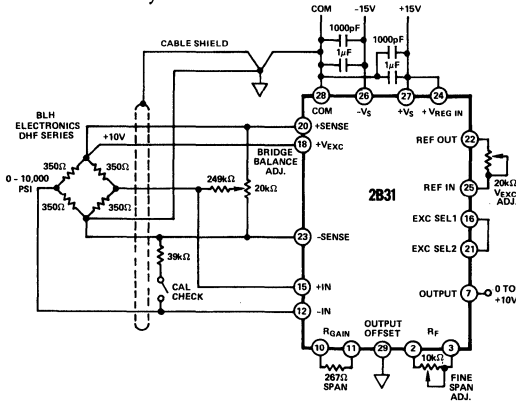 COM −15V +15V
1000pF
CABLE SHIELD
1000pF
1µF
1µF
28 26 27 24
COM −VS +VS +VREG IN
BLH
ELECTRONICS
DHF SERIES
20 +SENSE
+10V
18 +VEXC
REF OUT 22
350Ω 350Ω
BRIDGE
BALANCE
ADJ.
20kΩ
VEXC
ADJ.
0 – 10,000
PSI
249kΩ
20kΩ
2B31
REF IN 25
350Ω 350Ω
EXC SEL1 16
EXC SEL2 21
23 −SENSE
39kΩ
CAL
CHECK
15 +IN
OUTPUT 7
0 TO
+10V
12 −IN
RGAIN
OUTPUT
OFFSET
RF
10 11 29 2 3
267Ω
SPAN
10kΩ
FINE
SPAN
ADJ.